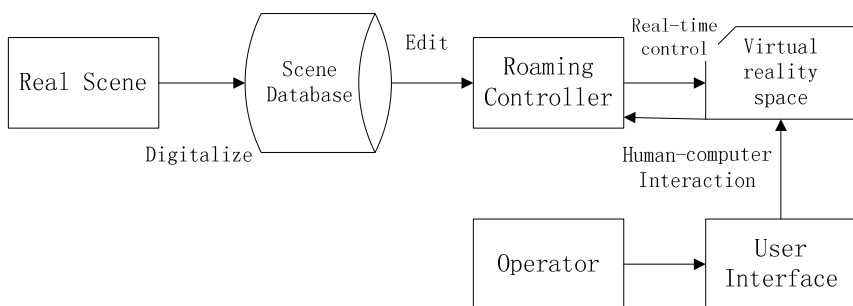 Real Scene
Digitalize
Scene
Database
Edit
Roaming
Controller
Real-time
control
Virtual
reality
space
Human-computer
Interaction
Operator
User
Interface